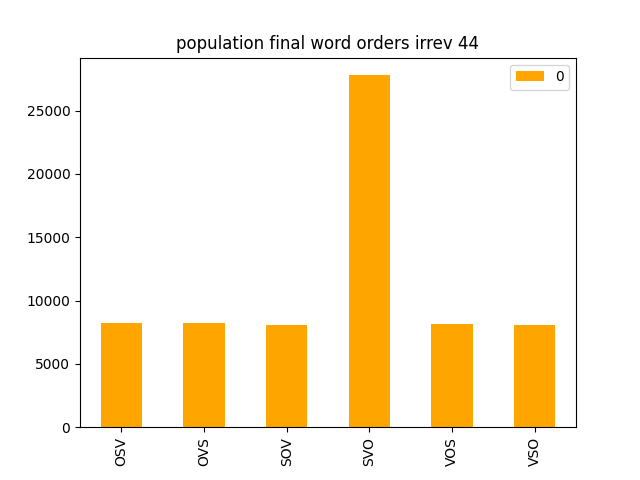 population final word orders irrev 44
0
25000
20000
15000
10000
5000
0
OSV
OVS
SOV
SVO
VOS
VSO